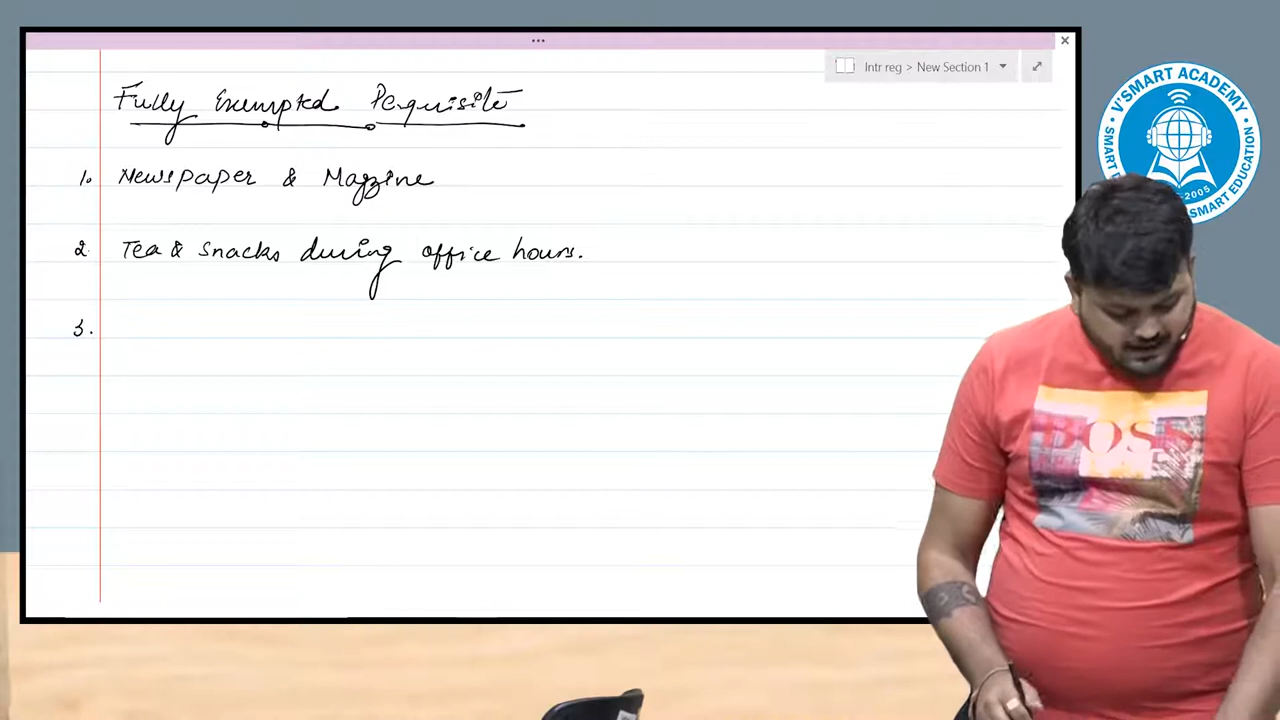 Intr reg > New Section 1
Fully Exempted Perquisite
1. Newspaper & Magzine
2. Tea & Snacks during office hours.
3.
V'SMART ACADEMY
SMART EDUCATION
2005
BOSS